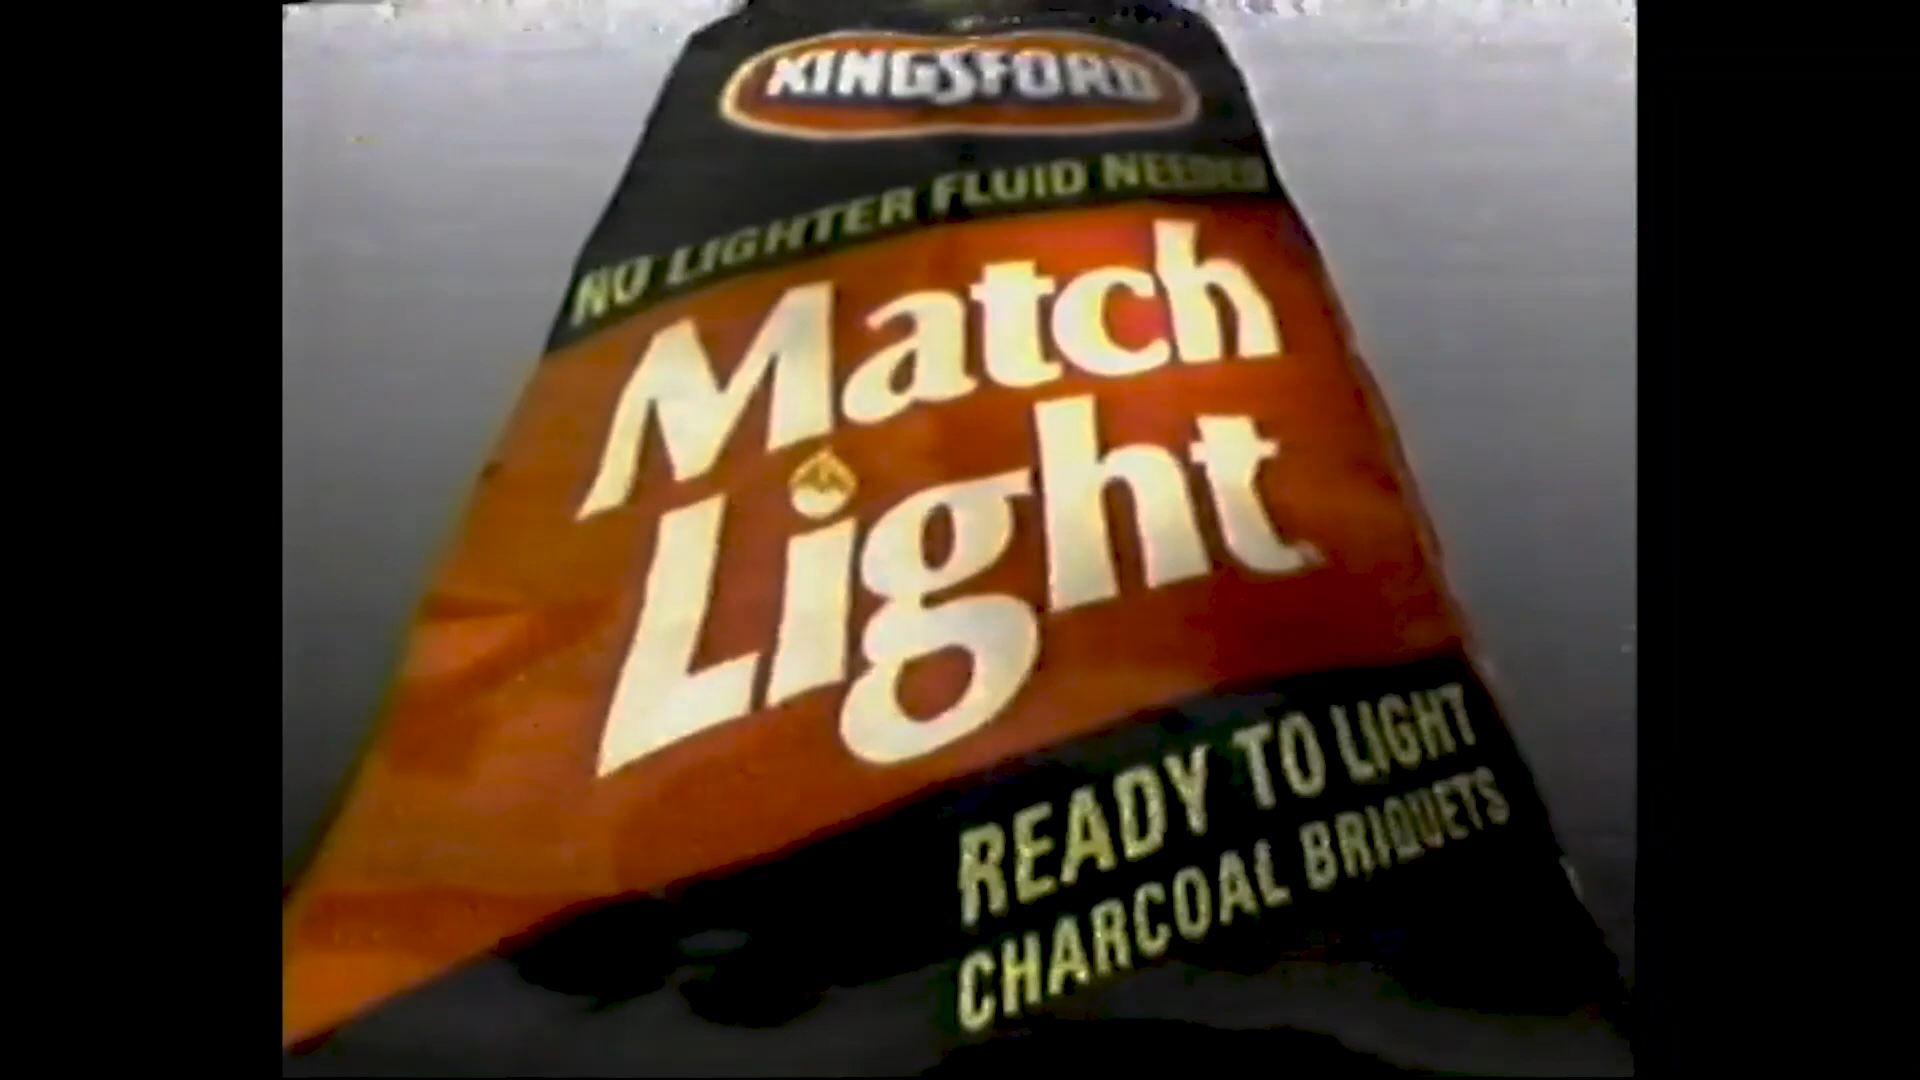 KINGSFORD
NO LIGHTER FLUID NEEDED
Match
Light
READY TO LIGHT
CHARCOAL BRIQUETS